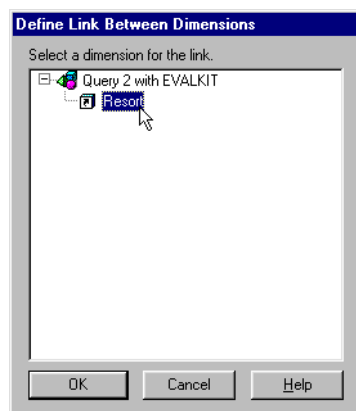 Define Link Between Dimensions
Select a dimension for the link.
Query 2 with EVALKIT
Resort
OK Cancel Help